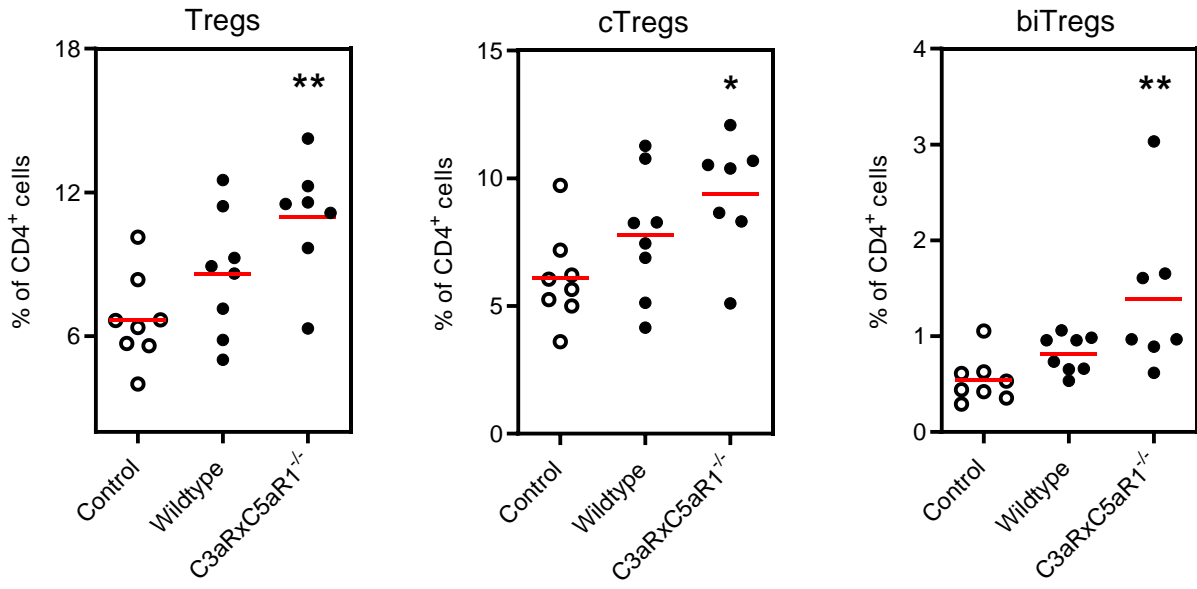 Tregs
18
12
6
% of CD4⁺ cells
**
Control
Wildtype
C3aRxC5aR1⁻/⁻
cTregs
15
10
5
0
% of CD4⁺ cells
*
Control
Wildtype
C3aRxC5aR1⁻/⁻
biTregs
4
3
2
1
0
% of CD4⁺ cells
**
Control
Wildtype
C3aRxC5aR1⁻/⁻